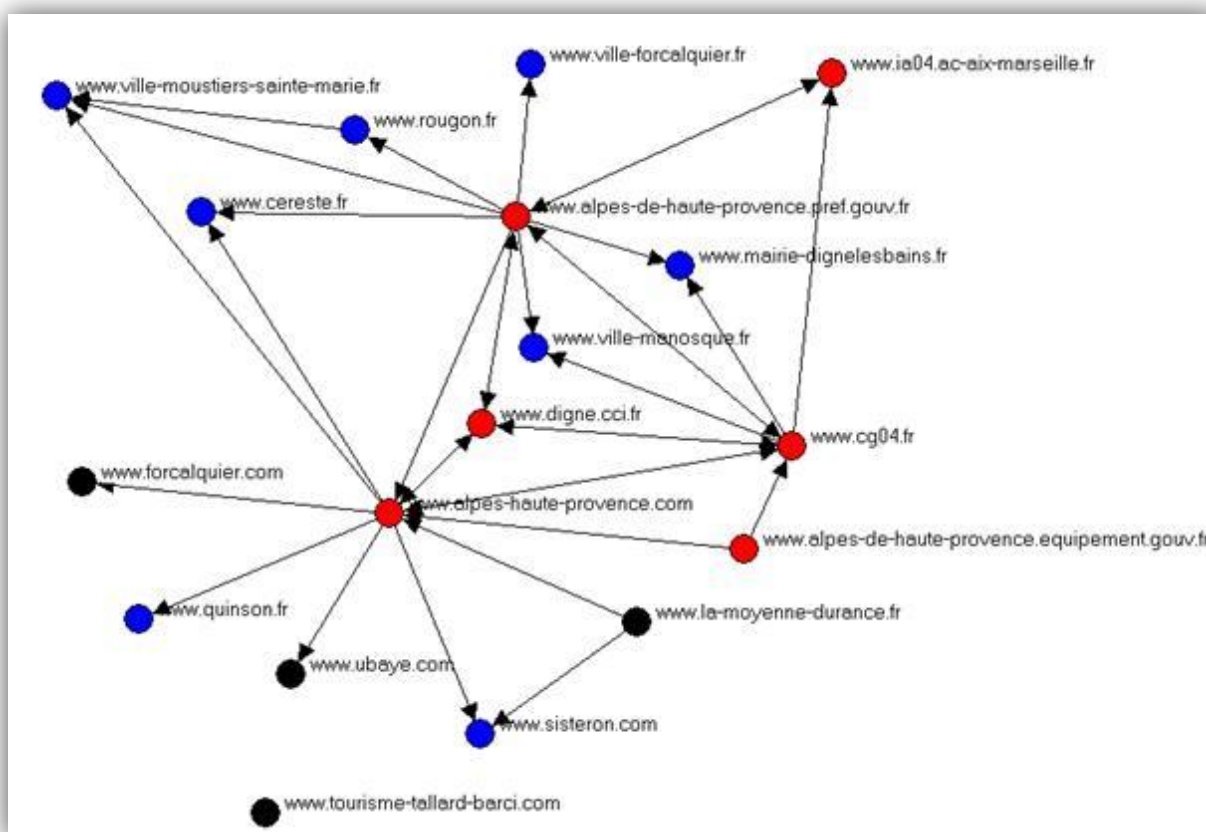 www.ville-forcalquier.fr
www.ia04.ac-aix-marseille.fr
www.ville-moustiers-sainte-marie.fr
www.rougon.fr
www.cereste.fr
www.alpes-de-haute-provence.pref.gouv.fr
www.mairie-dignelesbains.fr
www.ville-manosque.fr
www.digne.cci.fr
www.cg04.fr
www.forcalquier.com
www.alpes-haute-provence.com
www.alpes-de-haute-provence.equipement.gouv.fr
www.quinson.fr
www.la-moyenne-durance.fr
www.ubaye.com
www.sisteron.com
www.tourisme-tallard-barci.com